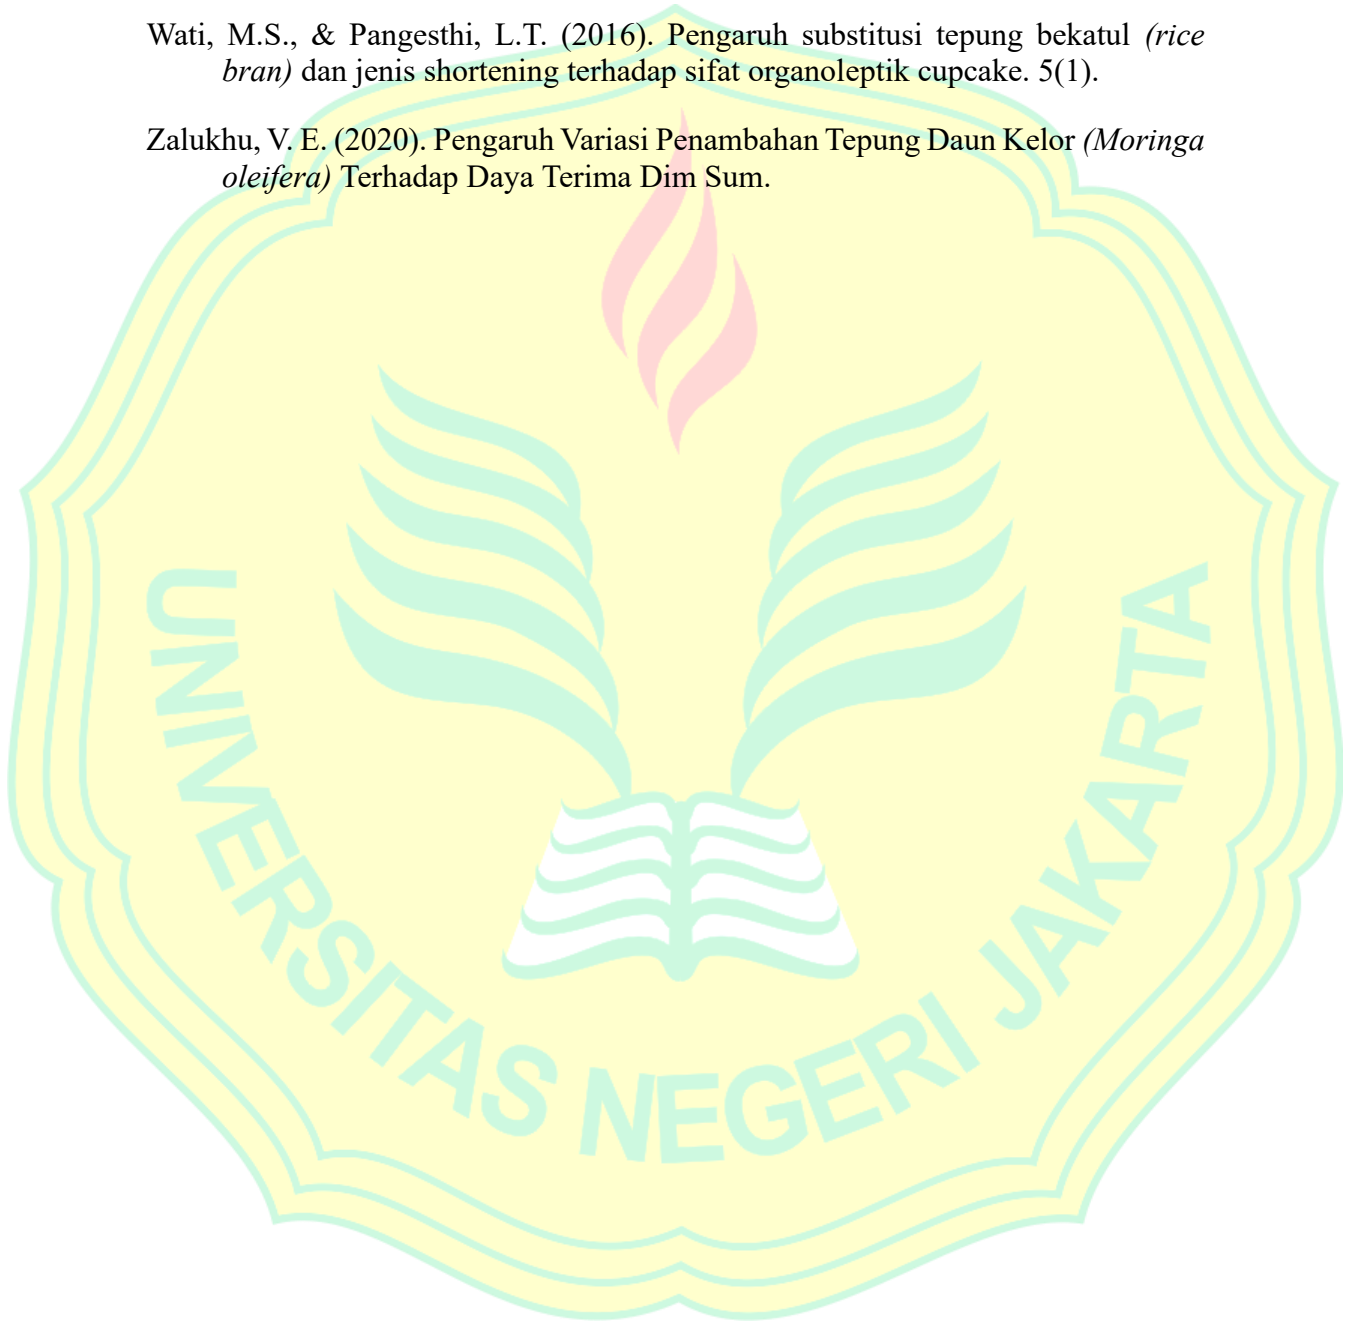 Wati, M.S., & Pangesthi, L.T. (2016). Pengaruh substitusi tepung bekatul (rice
bran) dan jenis shortening terhadap sifat organoleptik cupcake. 5(1).
Zalukhu, V. E. (2020). Pengaruh Variasi Penambahan Tepung Daun Kelor (Moringa
oleifera) Terhadap Daya Terima Dim Sum.
UNIVERSITAS NEGERI JAKARTA